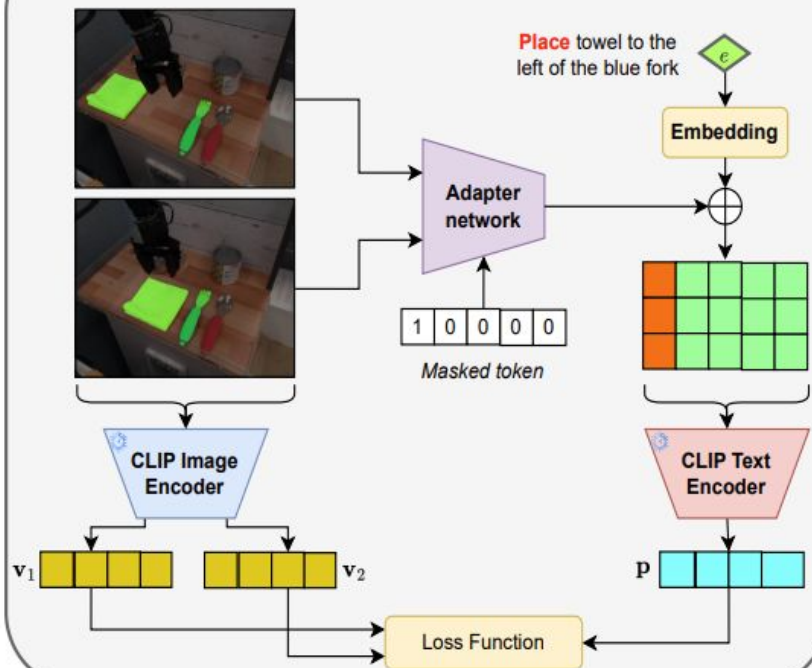 Place towel to the
left of the blue fork
e
Embedding
Adapter
network
1 0 0 0 0
Masked token
CLIP Image
Encoder
CLIP Text
Encoder
v1
v2
p
Loss Function